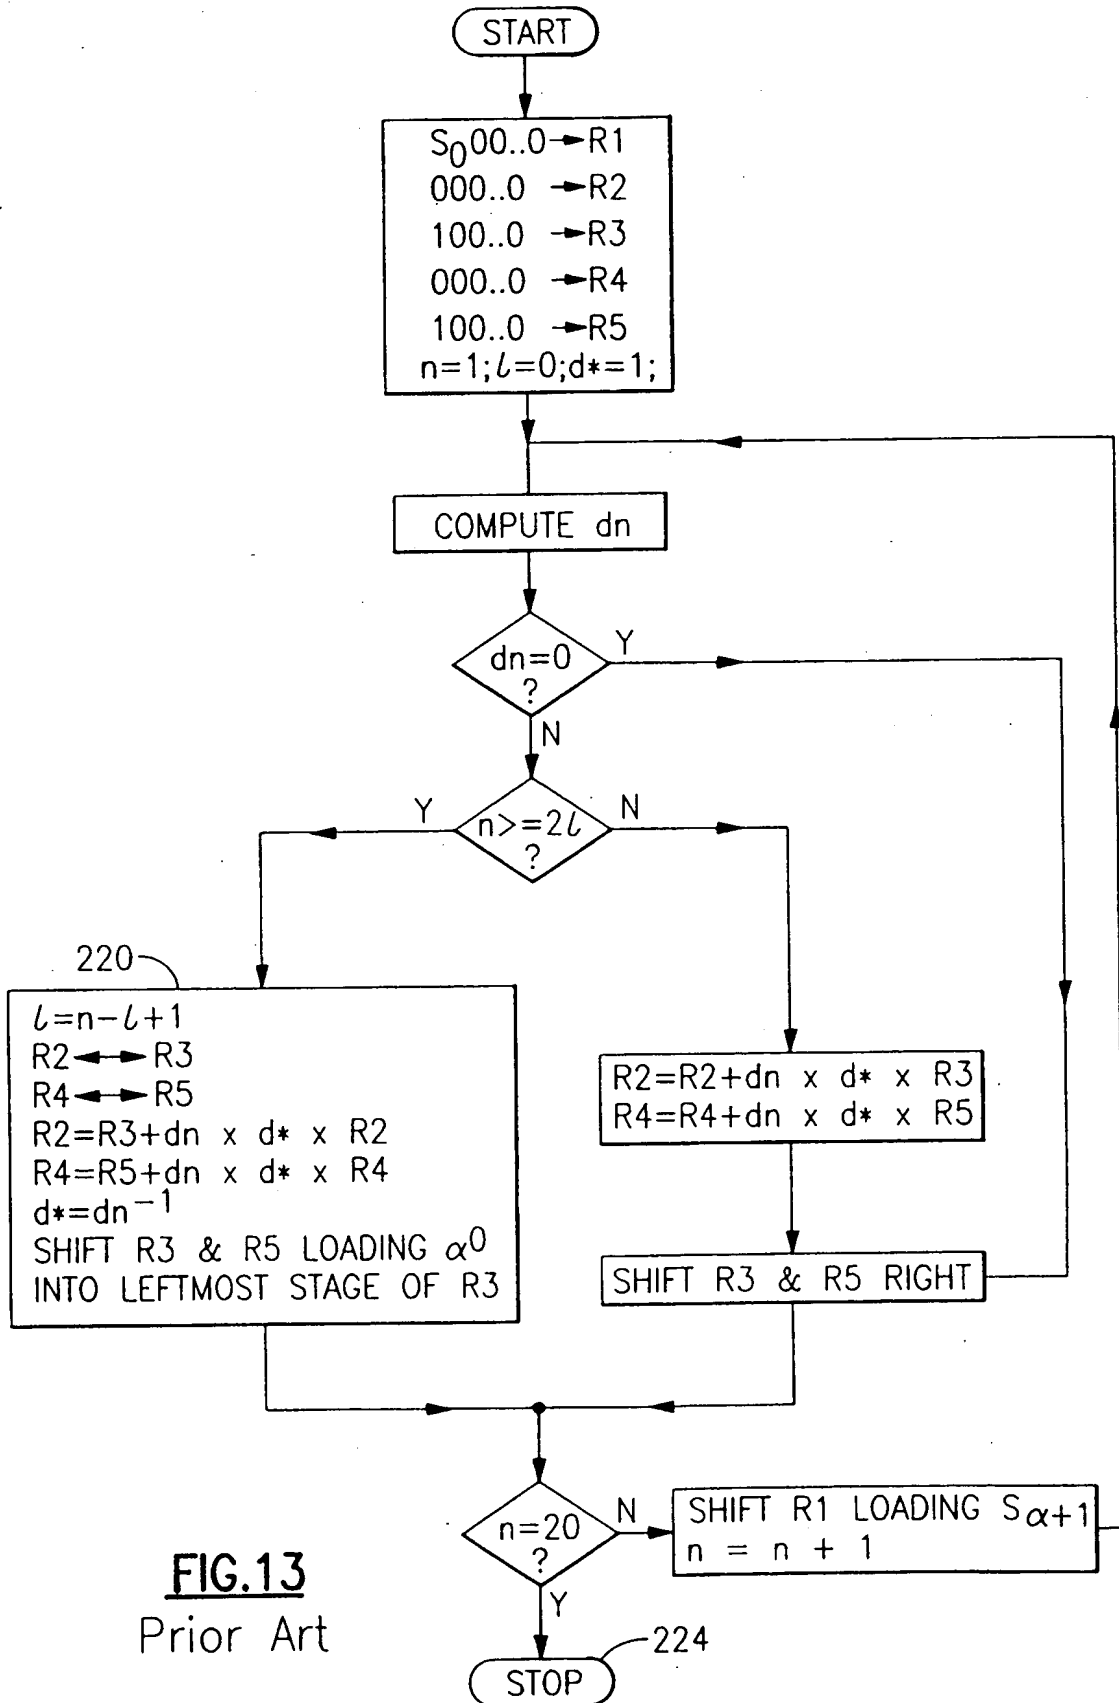 START
S₀00..0→R1
000..0 →R2
100..0 →R3
000..0 →R4
100..0 →R5
n=1;l=0;d*=1;
COMPUTE dn
dn=0
?
Y
N
n>=2l
?
Y
N
220
l=n-l+1
R2↔R3
R4↔R5
R2=R3+dn x d* x R2
R4=R5+dn x d* x R4
d*=dn⁻¹
SHIFT R3 & R5 LOADING α⁰
INTO LEFTMOST STAGE OF R3
R2=R2+dn x d* x R3
R4=R4+dn x d* x R5
SHIFT R3 & R5 RIGHT
n=20
?
N
Y
SHIFT R1 LOADING Sα+1
n = n + 1
STOP
224
FIG.13
Prior Art